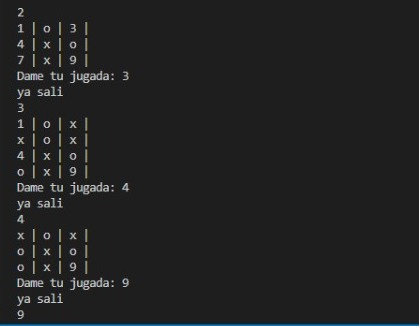 2
1 | o | 3 |
4 | x | o |
7 | x | 9 |
Dame tu jugada: 3
ya sali
3
1 | o | x |
x | o | x |
4 | x | o |
o | x | 9 |
Dame tu jugada: 4
ya sali
4
x | o | x |
o | x | o |
o | x | 9 |
Dame tu jugada: 9
ya sali
9